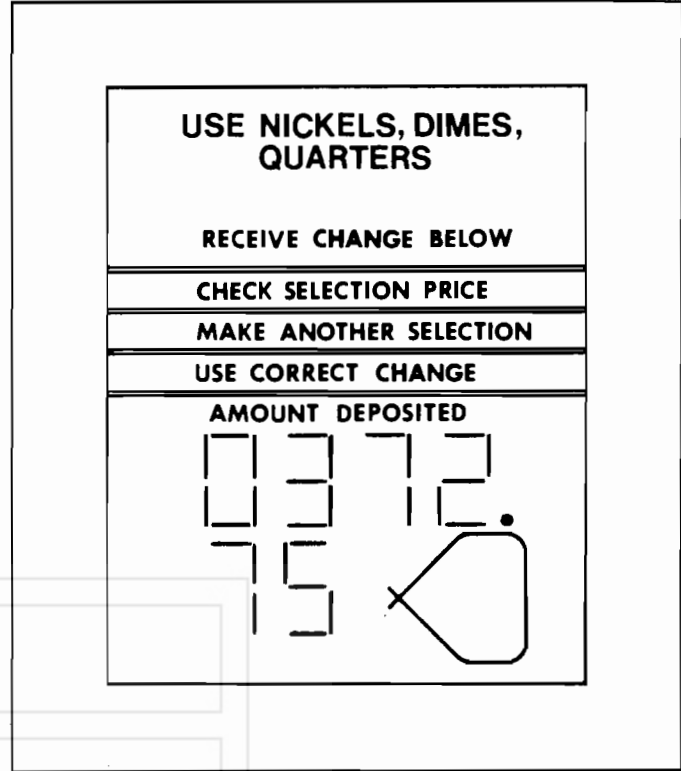 USE NICKELS, DIMES,
QUARTERS
RECEIVE CHANGE BELOW
CHECK SELECTION PRICE
MAKE ANOTHER SELECTION
USE CORRECT CHANGE
AMOUNT DEPOSITED
0372.
75